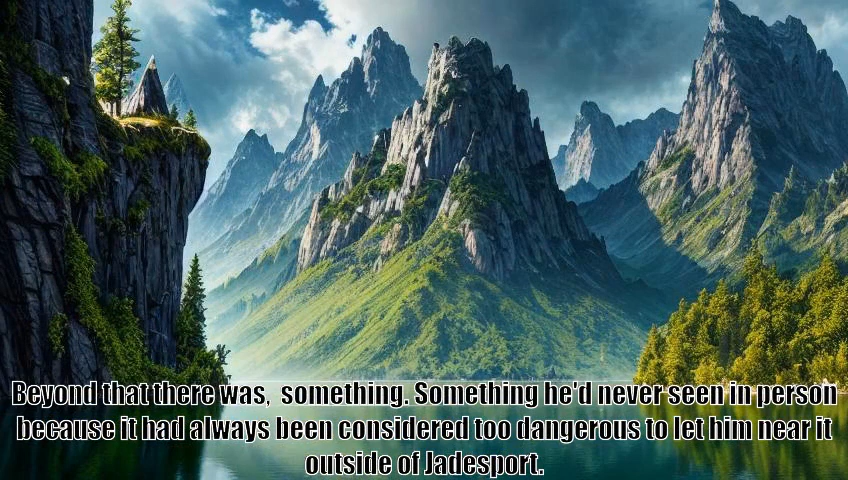 Beyond that there was,  something. Something he'd never seen in person
because it had always been considered too dangerous to let him near it
outside of Jadesport.